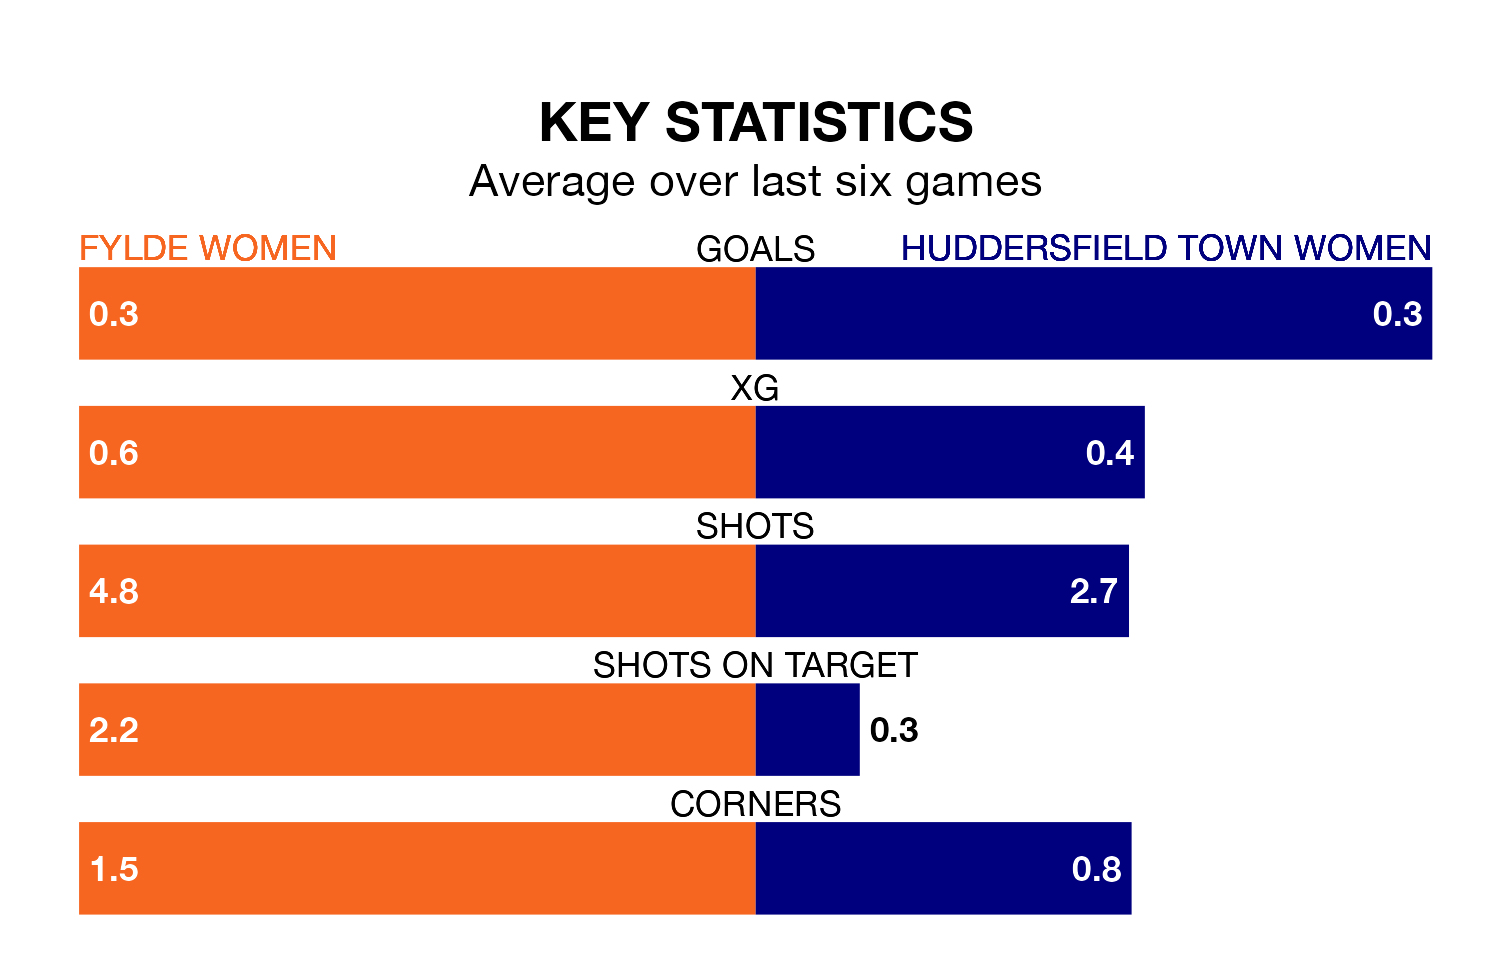 KEY STATISTICS
Average over last six games
FYLDE WOMEN GOALS HUDDERSFIELD TOWN WOMEN
0.3 0.3
XG
0.6 0.4
SHOTS
4.8 2.7
SHOTS ON TARGET
2.2 0.3
CORNERS
1.5 0.8